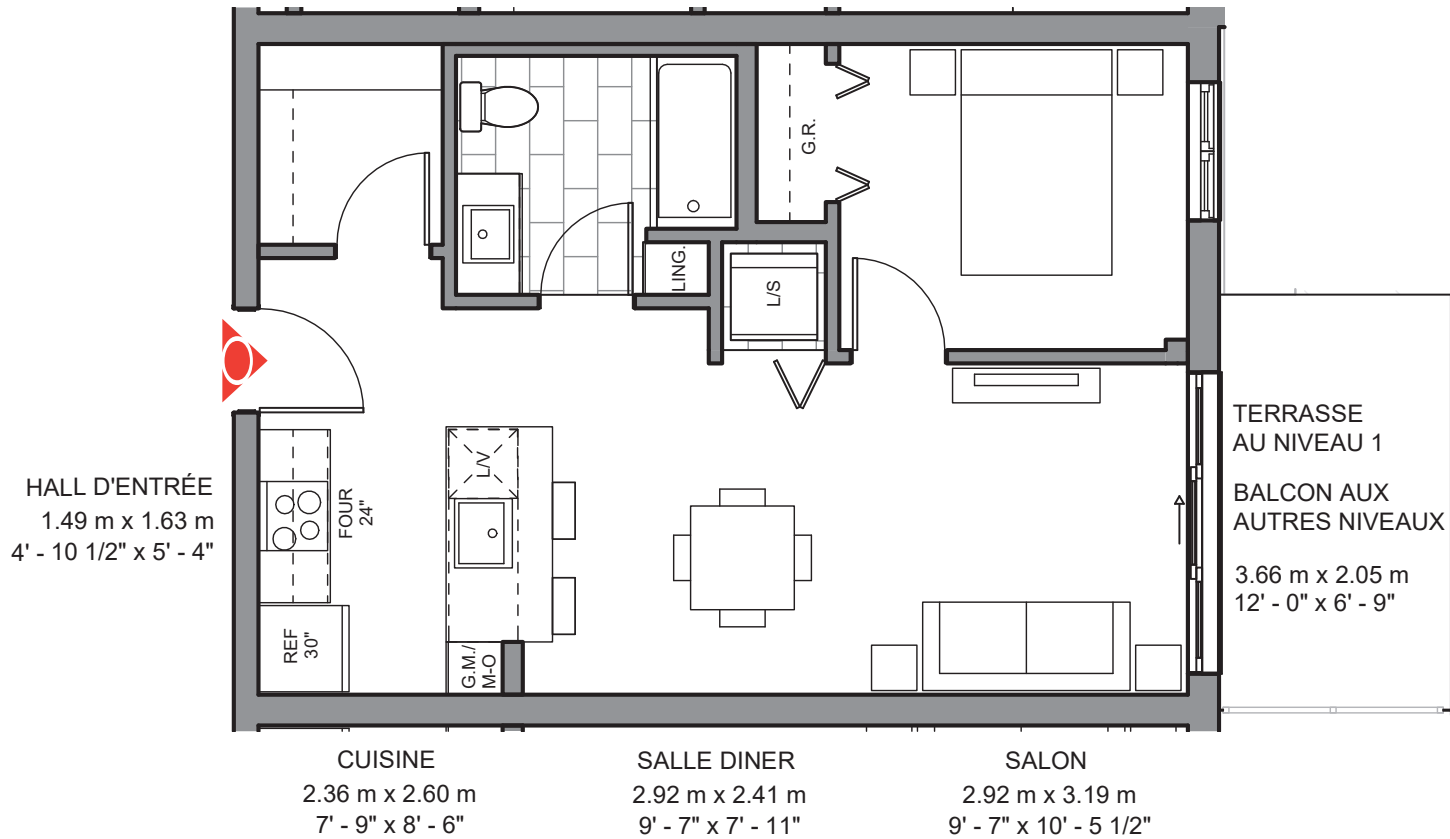 G.R.
LING.
L/S
HALL D'ENTRÉE
1.49 m x 1.63 m
4' - 10 1/2" x 5' - 4"
FOUR
24"
L/V
REF
30"
G.M./
M-O
TERRASSE
AU NIVEAU 1
BALCON AUX
AUTRES NIVEAUX
3.66 m x 2.05 m
12' - 0" x 6' - 9"
CUISINE
2.36 m x 2.60 m
7' - 9" x 8' - 6"
SALLE DINER
2.92 m x 2.41 m
9' - 7" x 7' - 11"
SALON
2.92 m x 3.19 m
9' - 7" x 10' - 5 1/2"